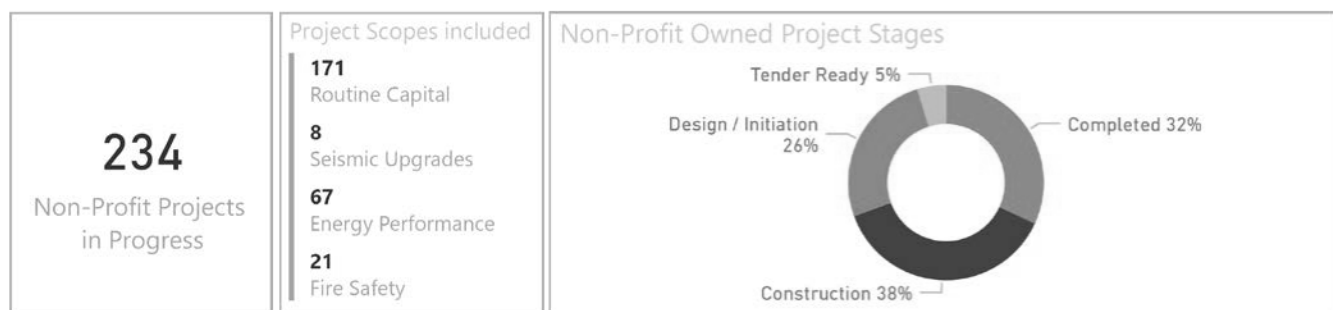 234
Non-Profit Projects
in Progress
Project Scopes included
171
Routine Capital
8
Seismic Upgrades
67
Energy Performance
21
Fire Safety
Non-Profit Owned Project Stages
Tender Ready 5%
Design / Initiation
26%
Completed 32%
Construction 38%